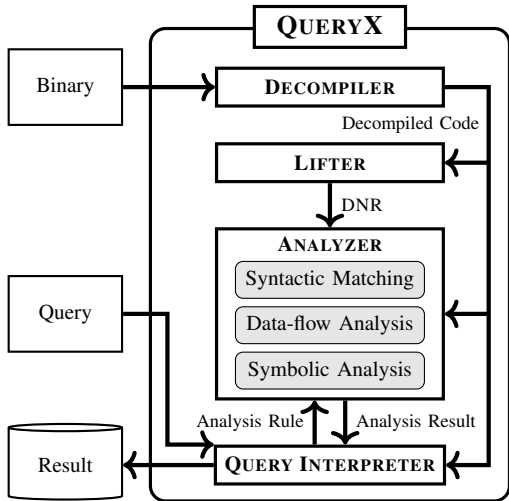 QUERYX
Binary
DECOMPILER
Decompiled Code
LIFTER
DNR
ANALYZER
Syntactic Matching
Query
Data-flow Analysis
Symbolic Analysis
Analysis Rule
Analysis Result
Result
QUERY INTERPRETER